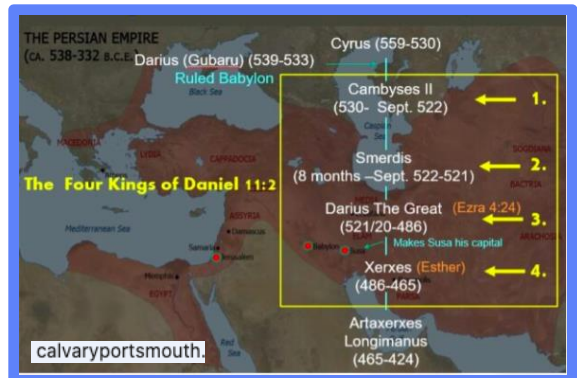 THE PERSIAN EMPIRE
(CA. 538-332 B.C.E.)
Cyrus (559-530)
Darius (Gubaru) (539-533)
Ruled Babylon
Black Sea
Cambyses II
(530- Sept. 522)
1.
MACEDONIA
LYDIA
CAPPADOCIA
SOGDIANA
BACTRIA
Smerdis
(8 months –Sept. 522-521)
2.
The Four Kings of Daniel 11:2
ASSYRIA
Darius The Great (Ezra 4:24)
(521/20-486)
3.
ELAM
ARACHOSIA
Mediterranean Sea
Damascus
Samaria
Jerusalem
Babylon
Susa
Makes Susa his capital
Memphis
EGYPT
Xerxes (Esther)
(486-465)
4.
Artaxerxes
Longimanus
(465-424)
Red
Sea
calvaryportsmouth.